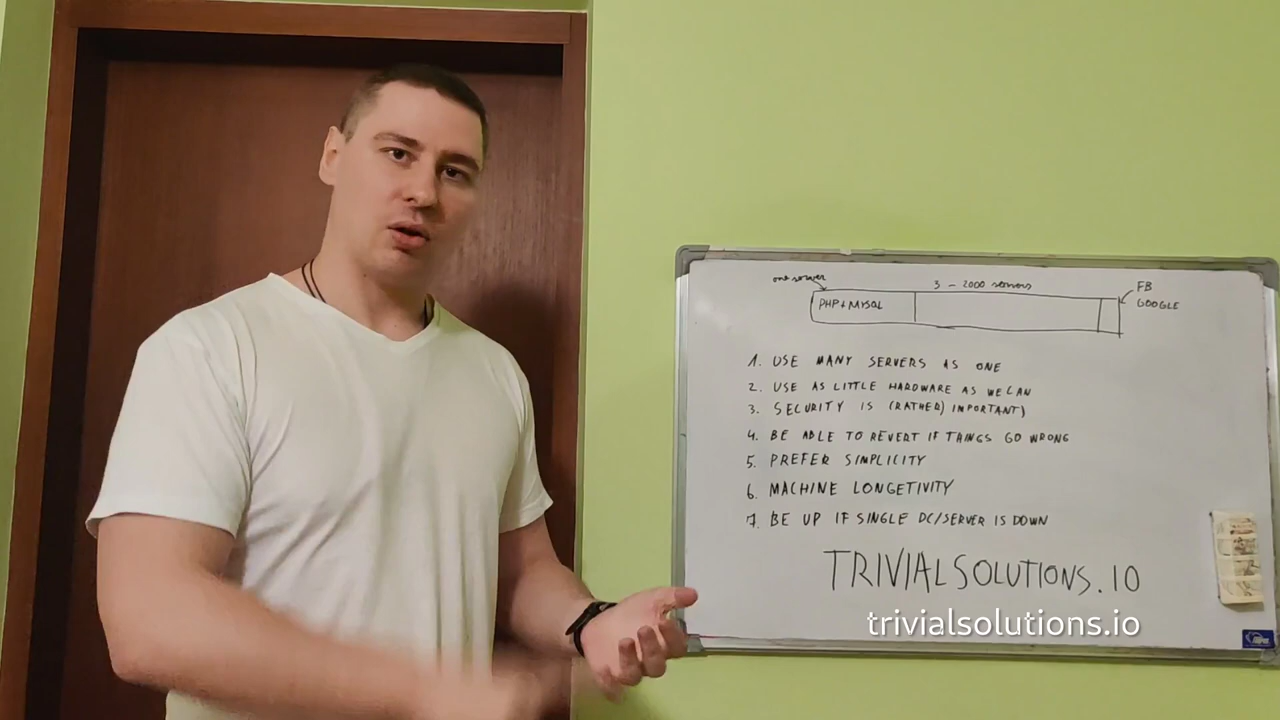 one server
3 - 2000 servers
FB
GOOGLE
PHP + MYSQL
1. USE MANY SERVERS AS ONE
2. USE AS LITTLE HARDWARE AS WE CAN
3. SECURITY IS (RATHER) IMPORTANT)
4. BE ABLE TO REVERT IF THINGS GO WRONG
5. PREFER SIMPLICITY
6. MACHINE LONGETIVITY
7. BE UP IF SINGLE DC/SERVER IS DOWN
TRIVIALSOLUTIONS.IO
trivialsolutions.io